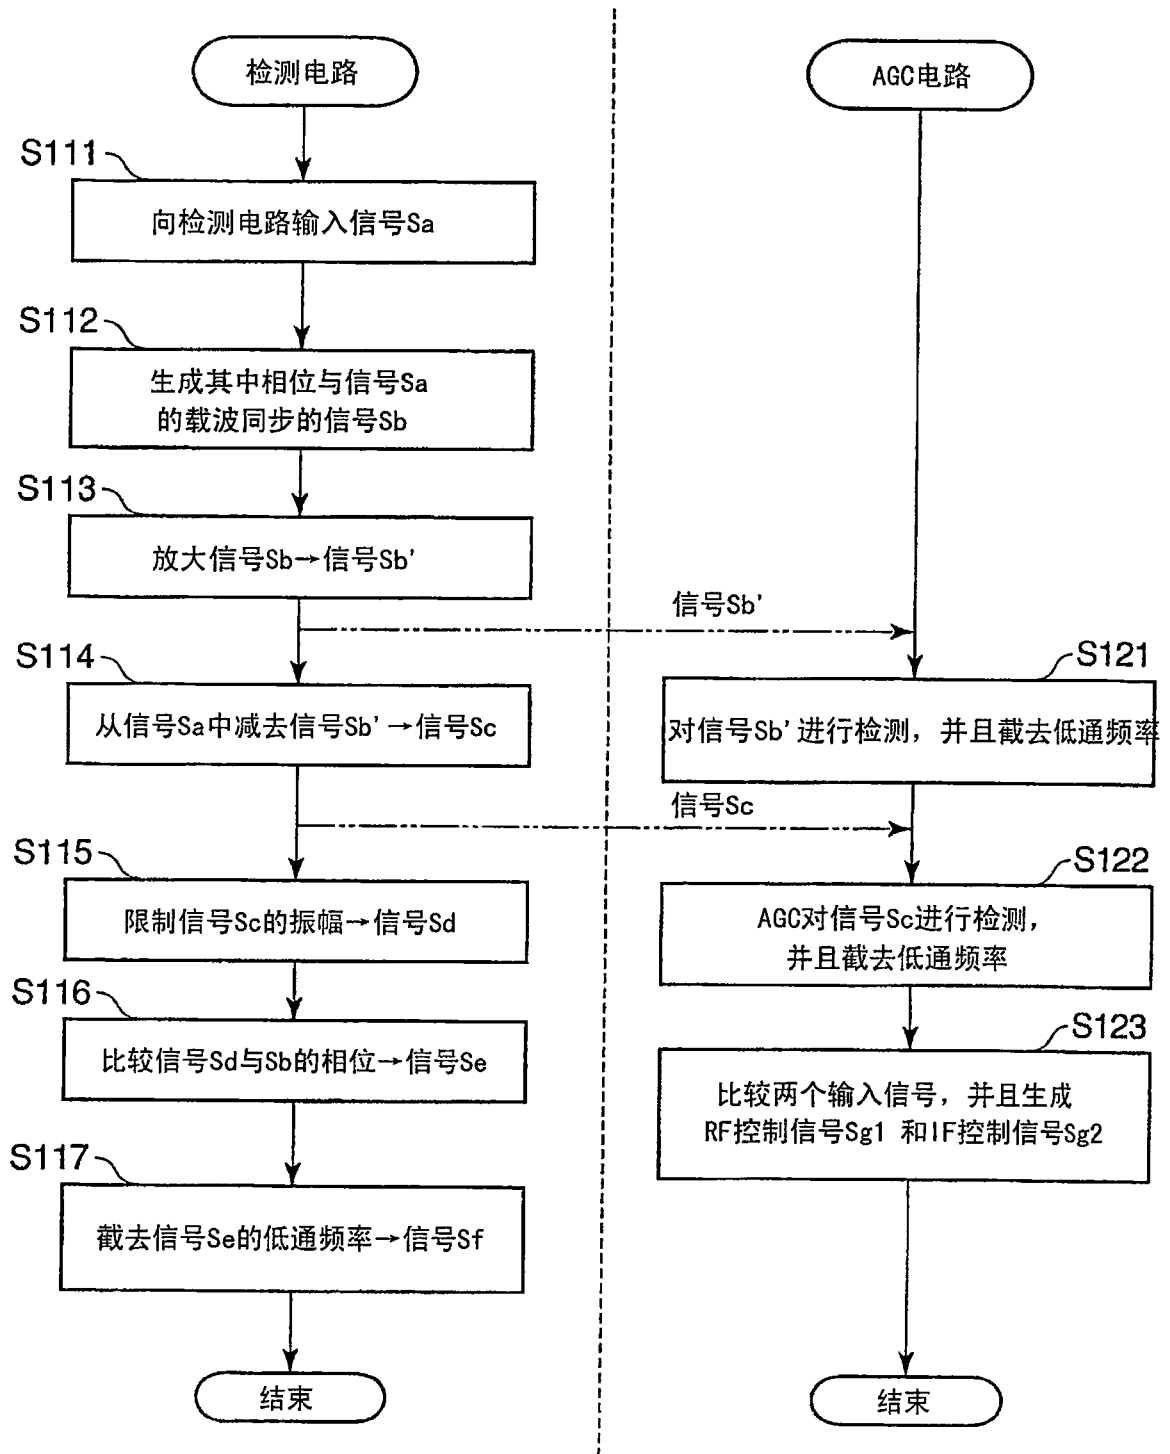 检测电路
S111
向检测电路输入信号Sa
S112
生成其中相位与信号Sa
的载波同步的信号Sb
S113
放大信号Sb→信号Sb'
S114
从信号Sa中减去信号Sb'→信号Sc
S115
限制信号Sc的振幅→信号Sd
S116
比较信号Sd与Sb的相位→信号Se
S117
截去信号Se的低通频率→信号Sf
结束
AGC电路
信号Sb'
S121
对信号Sb'进行检测，并且截去低通频率
信号Sc
S122
AGC对信号Sc进行检测，
并且截去低通频率
S123
比较两个输入信号，并且生成
RF控制信号Sg1 和IF控制信号Sg2
结束